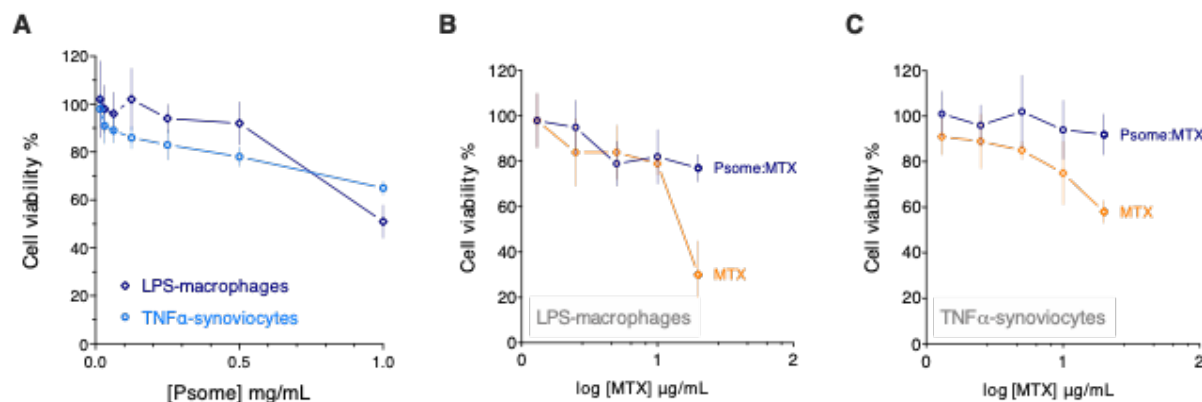 A
120
100
80
60
40
20
0
0.0
0.5
1.0
Cell viability %
[Psome] mg/mL
LPS-macrophages
TNFα-synoviocytes
B
120
100
80
60
40
20
0
1
2
Cell viability %
log [MTX] µg/mL
Psome:MTX
MTX
LPS-macrophages
C
120
100
80
60
40
20
0
0
1
2
Cell viability %
log [MTX] µg/mL
Psome:MTX
MTX
TNFα-synoviocytes